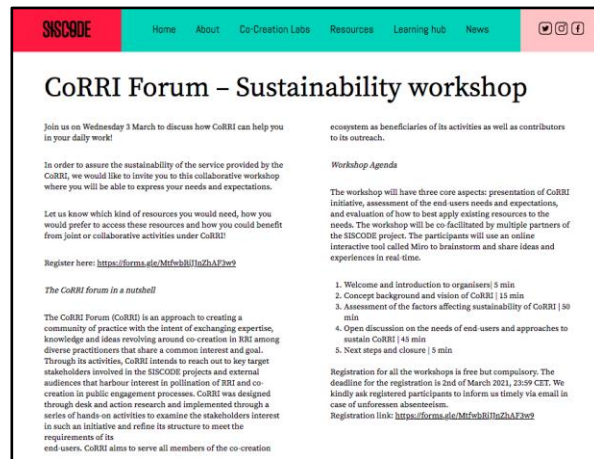 SISCODE
Home About Co-Creation Labs Resources Learning hub News
CoRRI Forum – Sustainability workshop
Join us on Wednesday 3 March to discuss how CoRRI can help you
in your daily work!
In order to assure the sustainability of the service provided by the
CoRRI, we would like to invite you to this collaborative workshop
where you will be able to express your needs and expectations.
Let us know which kind of resources you would need, how you
would prefer to access these resources and how you could benefit
from joint or collaborative activities under CoRRI!
Register here: https://forms.gle/MtfwbRiJJnZhAF3w9
The CoRRI forum in a nutshell
The CoRRI Forum (CoRRI) is an approach to creating a
community of practice with the intent of exchanging expertise,
knowledge and ideas revolving around co-creation in RRI among
diverse practitioners that share a common interest and goal.
Through its activities, CoRRI intends to reach out to key target
stakeholders involved in the SISCODE projects and external
audiences that harbour interest in pollination of RRI and co-
creation in public engagement processes. CoRRI was designed
through desk and action research and implemented through a
series of hands-on activities to examine the stakeholders interest
in such an initiative and refine its structure to meet the
requirements of its
end-users. CoRRI aims to serve all members of the co-creation
ecosystem as beneficiaries of its activities as well as contributors
to its outreach.
Workshop Agenda
The workshop will have three core aspects: presentation of CoRRI
initiative, assessment of the end-users needs and expectations,
and evaluation of how to best apply existing resources to the
needs. The workshop will be co-facilitated by multiple partners of
the SISCODE project. The participants will use an online
interactive tool called Miro to brainstorm and share ideas and
experiences in real-time.
1. Welcome and introduction to organisers| 5 min
2. Concept background and vision of CoRRI | 15 min
3. Assessment of the factors affecting sustainability of CoRRI | 50
min
4. Open discussion on the needs of end-users and approaches to
sustain CoRRI | 45 min
5. Next steps and closure | 5 min
Registration for all the workshops is free but compulsory. The
deadline for the registration is 2nd of March 2021, 23:59 CET. We
kindly ask registered participants to inform us timely via email in
case of unforessen absenteeism.
Registration link: https://forms.gle/MtfwbRiJJnZhAF3w9